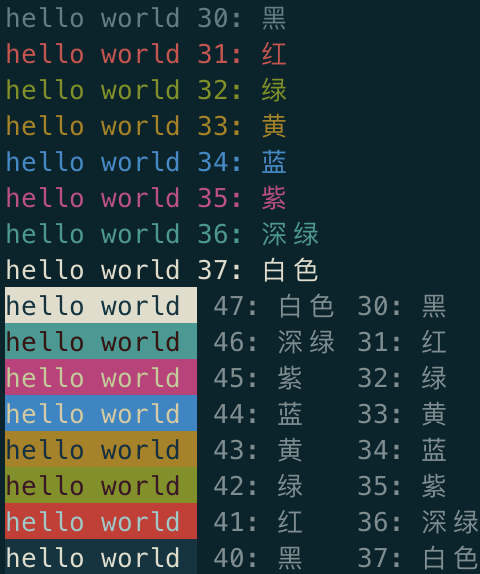 hello world 30: 黑
hello world 31: 红
hello world 32: 绿
hello world 33: 黄
hello world 34: 蓝
hello world 35: 紫
hello world 36: 深绿
hello world 37: 白色
hello world 47: 白色 30: 黑
hello world 46: 深绿 31: 红
hello world 45: 紫 32: 绿
hello world 44: 蓝 33: 黄
hello world 43: 黄 34: 蓝
hello world 42: 绿 35: 紫
hello world 41: 红 36: 深绿
hello world 40: 黑 37: 白色